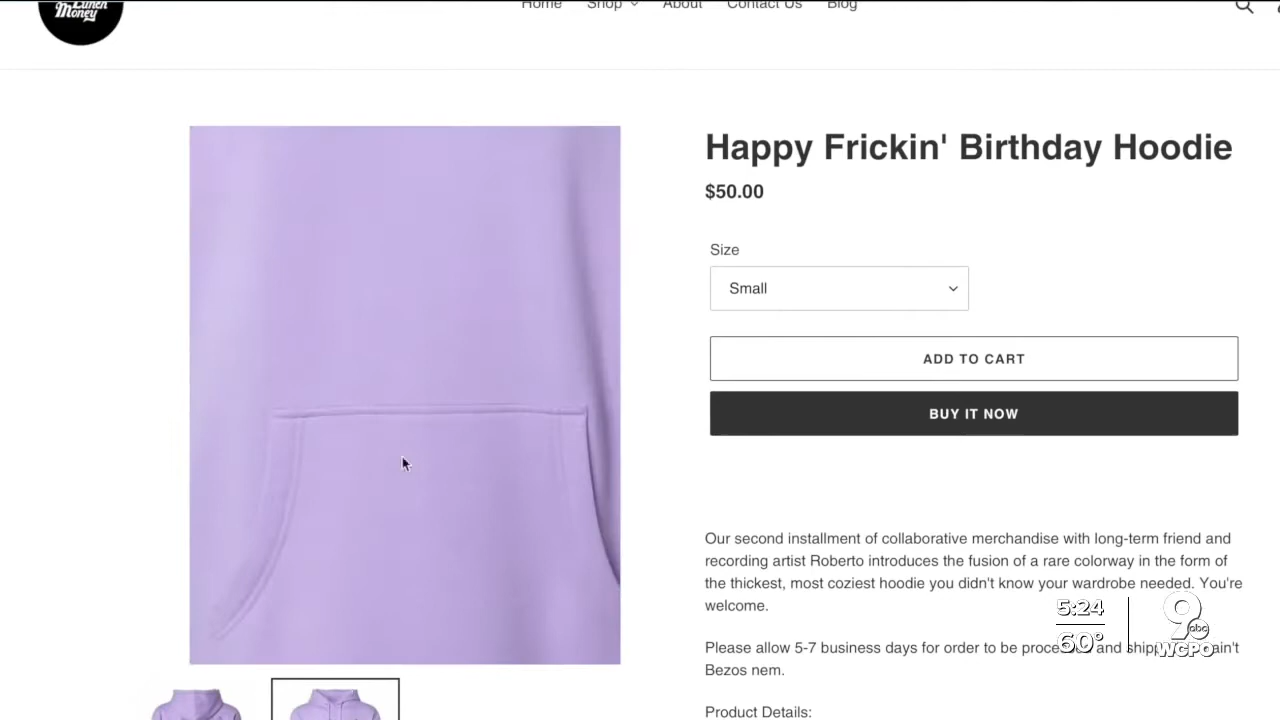 Lunch
Money
Home Shop About Contact Us Blog
Happy Frickin' Birthday Hoodie
$50.00
Size
Small
ADD TO CART
BUY IT NOW
Our second installment of collaborative merchandise with long-term friend and
recording artist Roberto introduces the fusion of a rare colorway in the form of
the thickest, most coziest hoodie you didn't know your wardrobe needed. You're
welcome.
Please allow 5-7 business days for order to be and ain't
Bezos nem.
Product Details:
5:24
60°
9
abc
WCPO